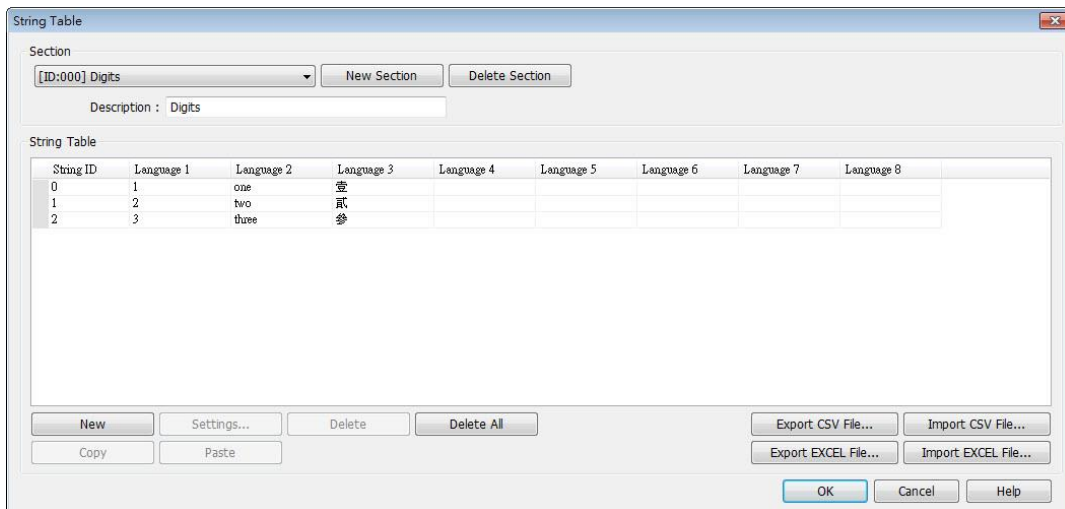 String Table
Section
[ID:000] Digits New Section Delete Section
Description : Digits
String Table
String ID Language 1 Language 2 Language 3 Language 4 Language 5 Language 6 Language 7 Language 8
0 1 one 壹
1 2 two 貳
2 3 three 參
New Settings... Delete Delete All Export CSV File... Import CSV File...
Copy Paste Export EXCEL File... Import EXCEL File...
OK Cancel Help